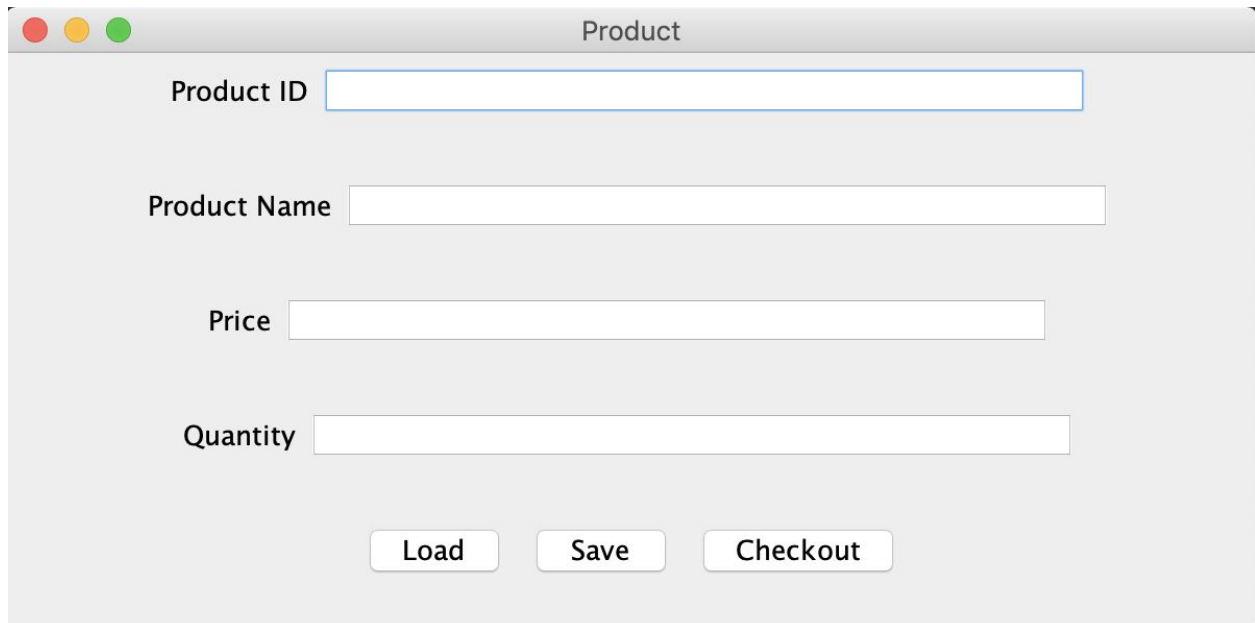 Product
Product ID
Product Name
Price
Quantity
Load Save Checkout